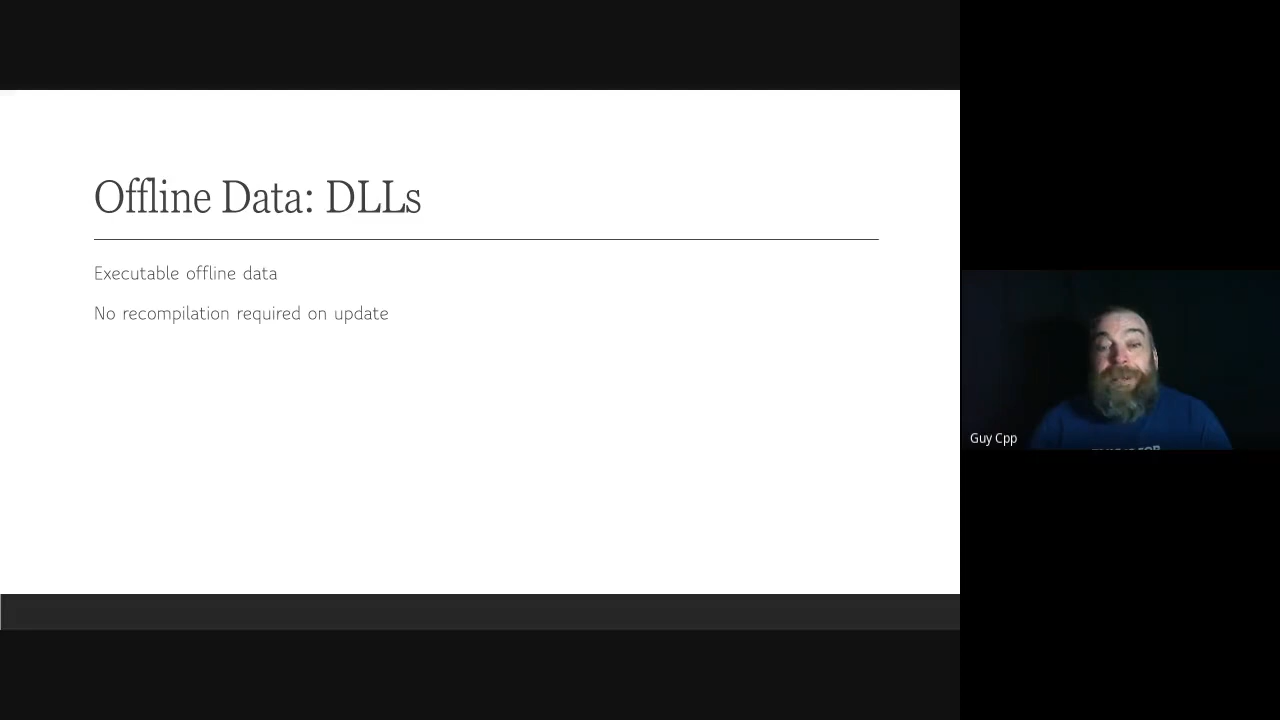 Offline Data: DLLs
Executable offline data
No recompilation required on update
Guy Cpp